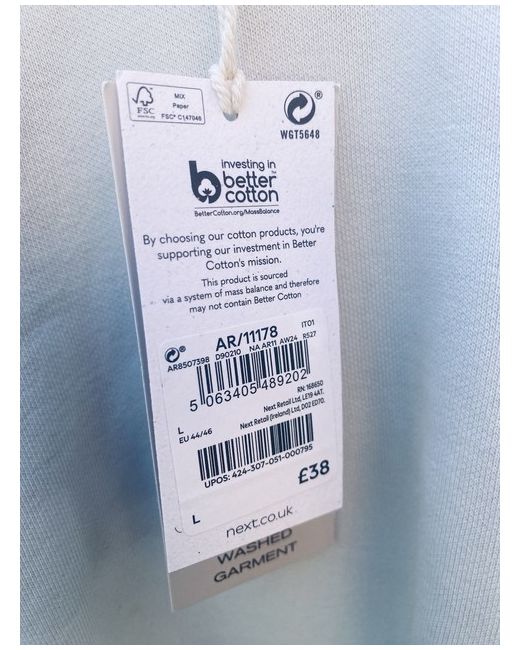 FSC
MIX
Paper
FSC® C147048
®
WGT5648
investing in
better
cotton
BetterCotton.org/MassBalance
By choosing our cotton products, you're
supporting our investment in Better
Cotton's mission.
This product is sourced
via a system of mass balance and therefore
may not contain Better Cotton
AR/11178
IT01
AR8507398 D90210 NA AR11 AW24 RS27
5 063405 489202
L
EU 44/46
RN: 168650
Next Retail Ltd, LE19 4AT.
Next Retail (Ireland) Ltd, D02 ED70.
UPOS: 424-307-051-000795
£38
L
next.co.uk
WASHED
GARMENT